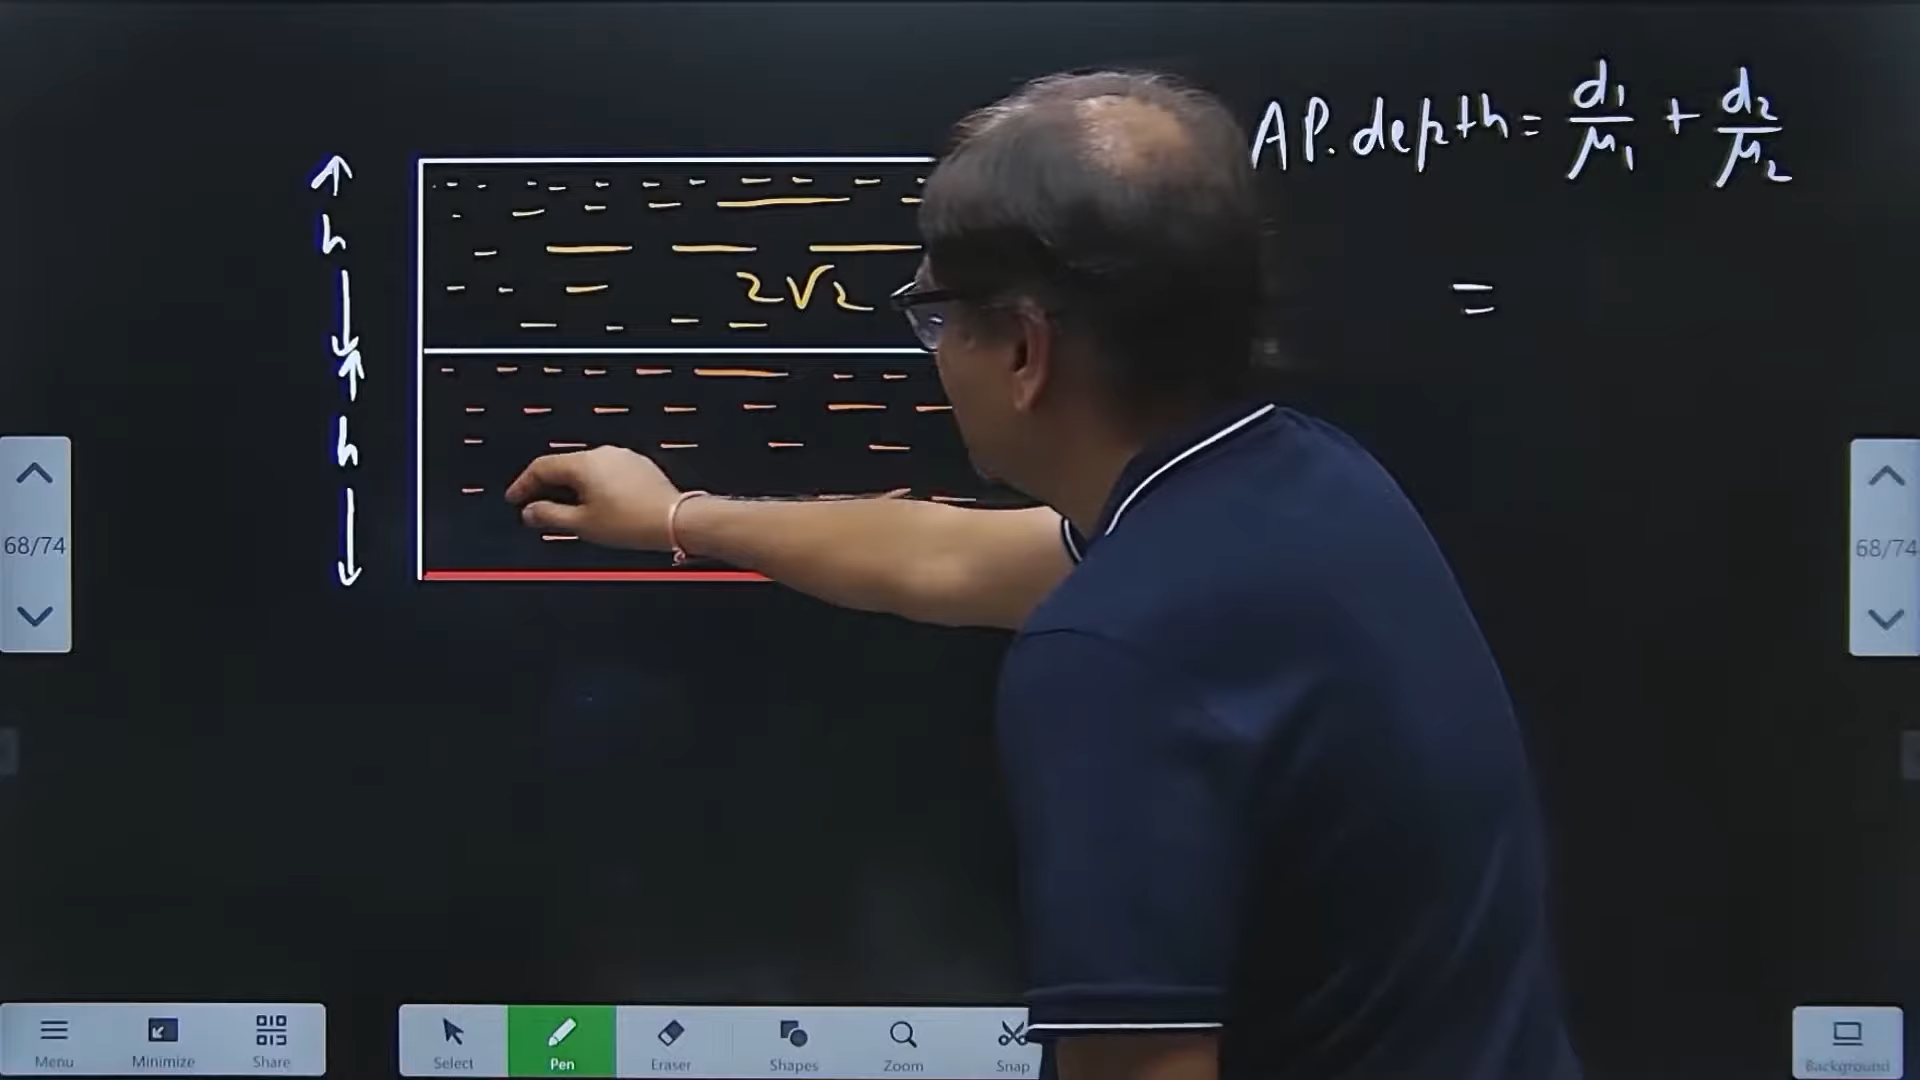 AP. depth = d₁/μ₁ + d₂/μ₂
=
h
2√2
h
68/74
68/74
Menu
Minimize
Share
Select
Pen
Eraser
Shapes
Zoom
Snap
Background